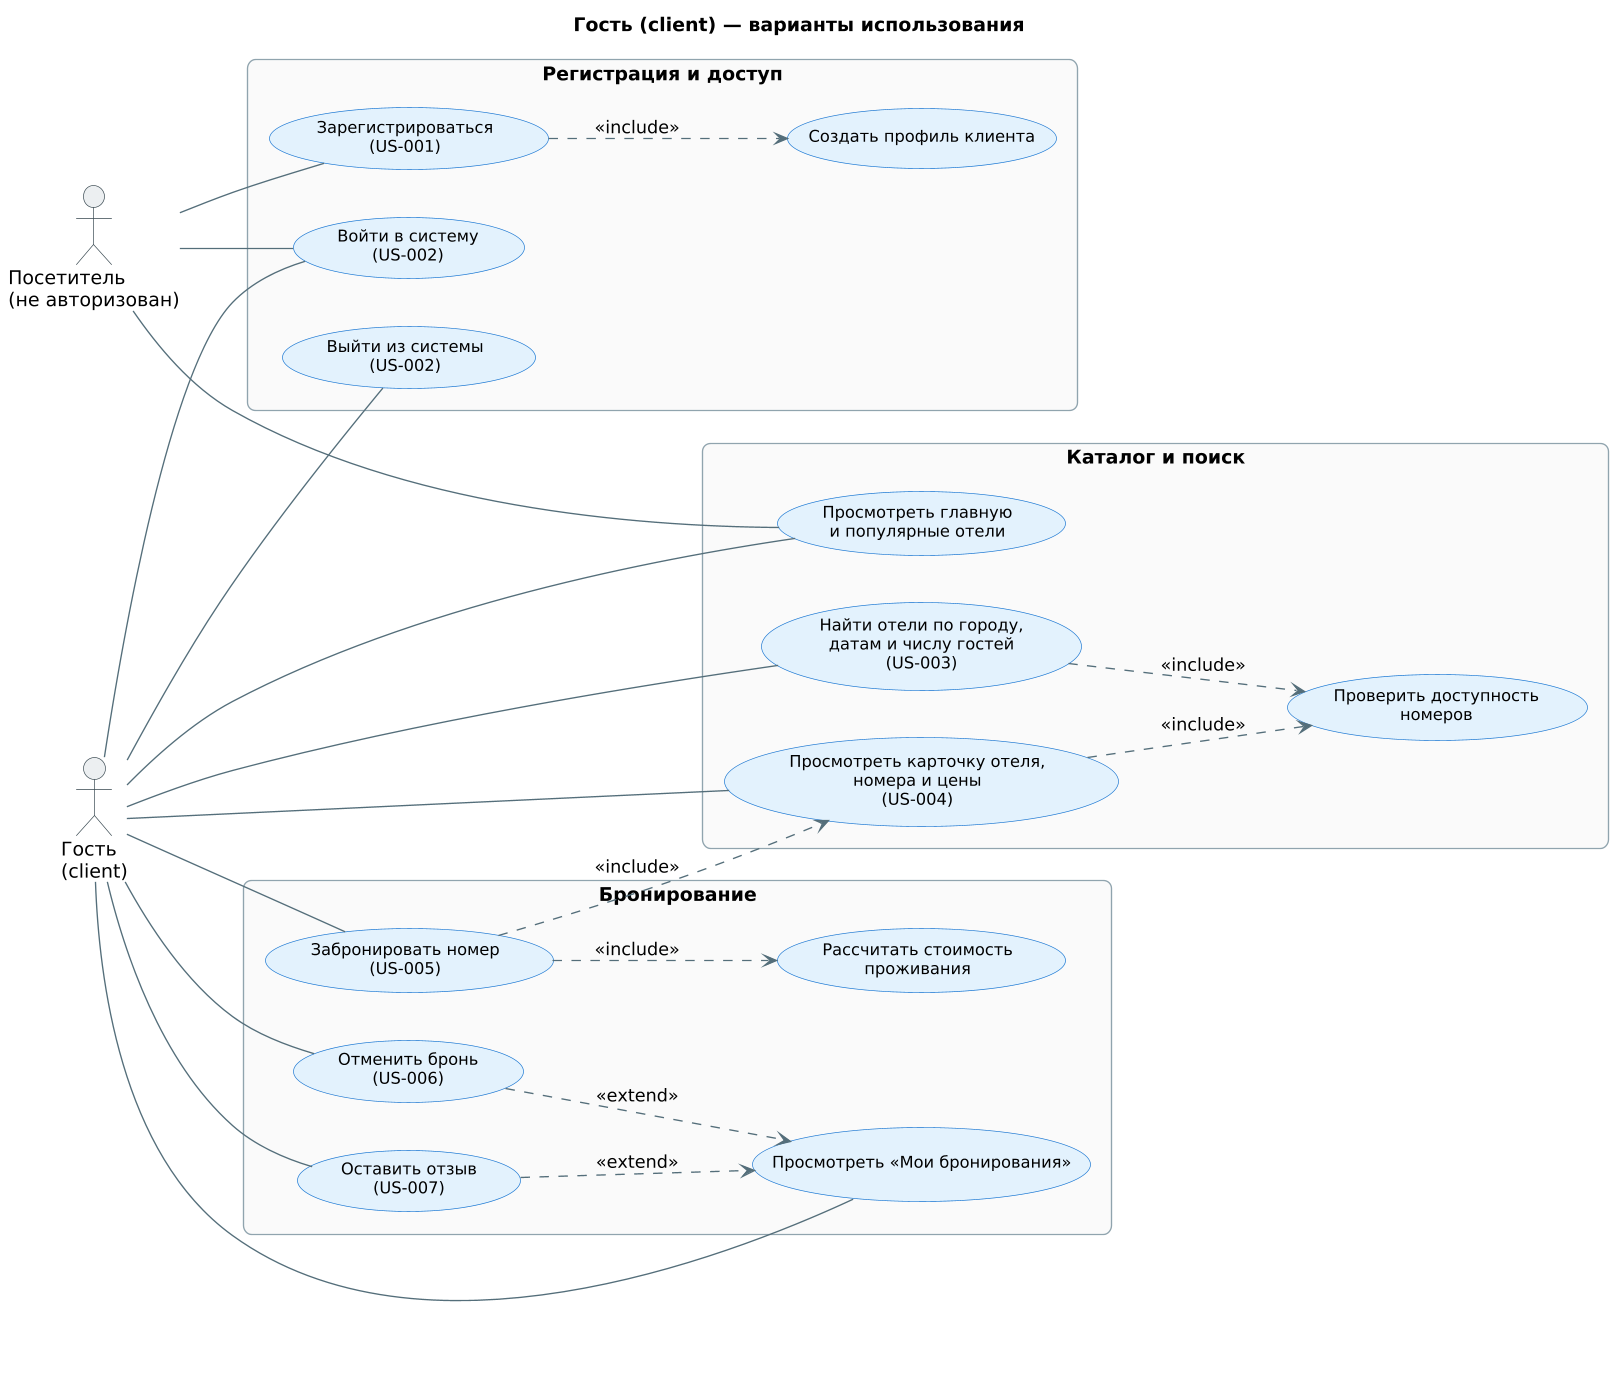 Гость (client) — варианты использования
Регистрация и доступ
Зарегистрироваться
(US-001)
«include»
Создать профиль клиента
Войти в систему
(US-002)
Выйти из системы
(US-002)
Посетитель
(не авторизован)
Каталог и поиск
Просмотреть главную
и популярные отели
Найти отели по городу,
датам и числу гостей
(US-003)
«include»
Проверить доступность
номеров
«include»
Просмотреть карточку отеля,
номера и цены
(US-004)
Гость
(client)
«include»
Бронирование
Забронировать номер
(US-005)
«include»
Рассчитать стоимость
проживания
Отменить бронь
(US-006)
«extend»
Оставить отзыв
(US-007)
«extend»
Просмотреть «Мои бронирования»